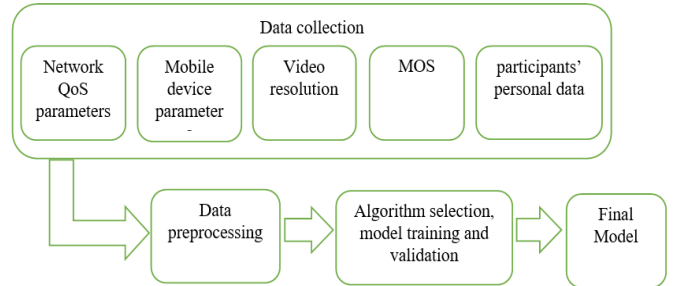 Data collection
Network
QoS
parameters
Mobile
device
parameter
Video
resolution
MOS
participants’
personal data
Data
preprocessing
Algorithm selection,
model training and
validation
Final
Model